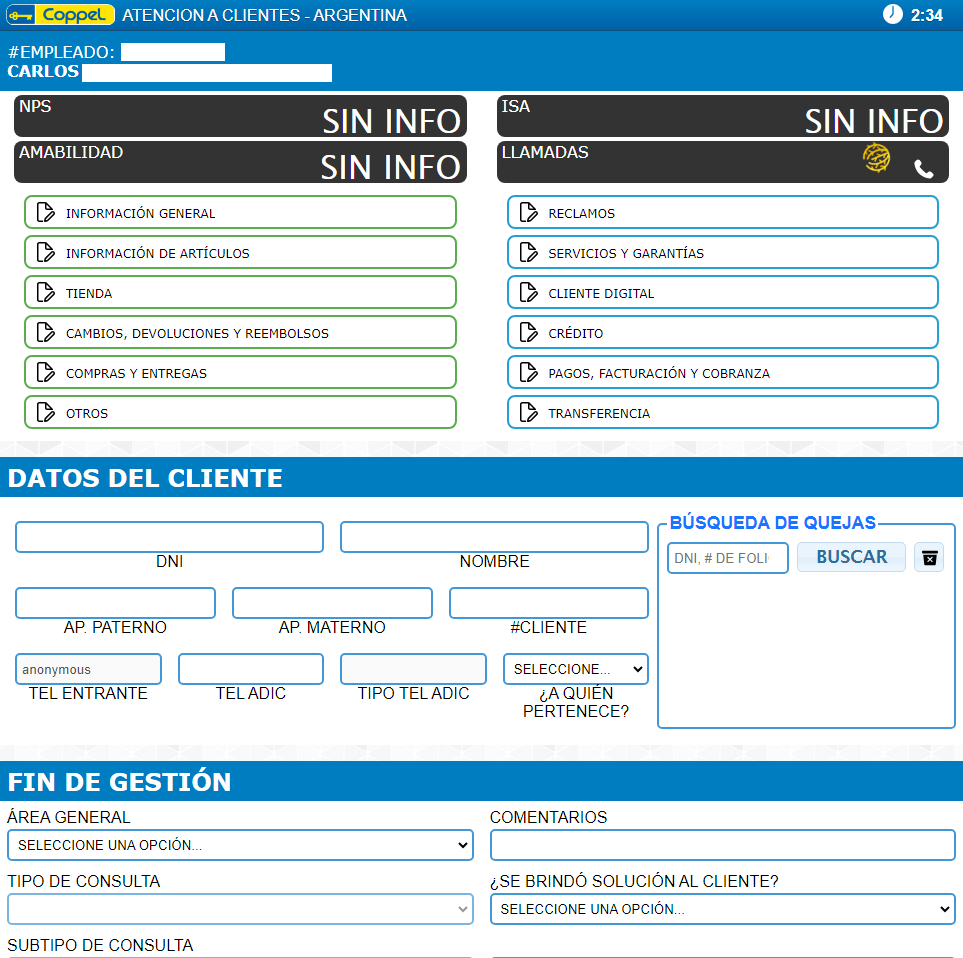 Coppel ATENCION A CLIENTES - ARGENTINA 2:34
#EMPLEADO:
CARLOS
NPS SIN INFO
ISA SIN INFO
AMABILIDAD SIN INFO
LLAMADAS
INFORMACIÓN GENERAL
INFORMACIÓN DE ARTÍCULOS
TIENDA
CAMBIOS, DEVOLUCIONES Y REEMBOLSOS
COMPRAS Y ENTREGAS
OTROS
RECLAMOS
SERVICIOS Y GARANTÍAS
CLIENTE DIGITAL
CRÉDITO
PAGOS, FACTURACIÓN Y COBRANZA
TRANSFERENCIA
DATOS DEL CLIENTE
DNI
NOMBRE
AP. PATERNO
AP. MATERNO
#CLIENTE
anonymous
TEL ENTRANTE
TEL ADIC
TIPO TEL ADIC
SELECCIONE...
¿A QUIÉN
PERTENECE?
BÚSQUEDA DE QUEJAS
DNI, # DE FOLI
BUSCAR
FIN DE GESTIÓN
ÁREA GENERAL
SELECCIONE UNA OPCIÓN...
COMENTARIOS
TIPO DE CONSULTA
¿SE BRINDÓ SOLUCIÓN AL CLIENTE?
SELECCIONE UNA OPCIÓN...
SUBTIPO DE CONSULTA